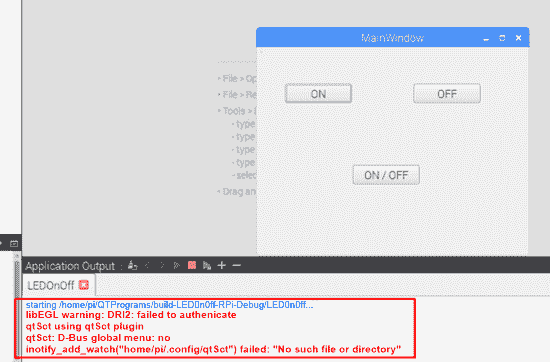 MainWindow
ON
OFF
ON / OFF
• File > Op
• File > Re
• Tools >
- type
- type
- type
- type
- selec
• Drag an
Application Output
LEDOnOff
starting /home/pi/QTPrograms/build-LEDOnOff-RPi-Debug/LEDOnOff...
libEGL warning: DRI2: failed to authenicate
qtSct using qtSct plugin
qtSct: D-Bus global menu: no
inotify_add_watch("home/pi/.config/qtSct") failed: "No such file or directory"